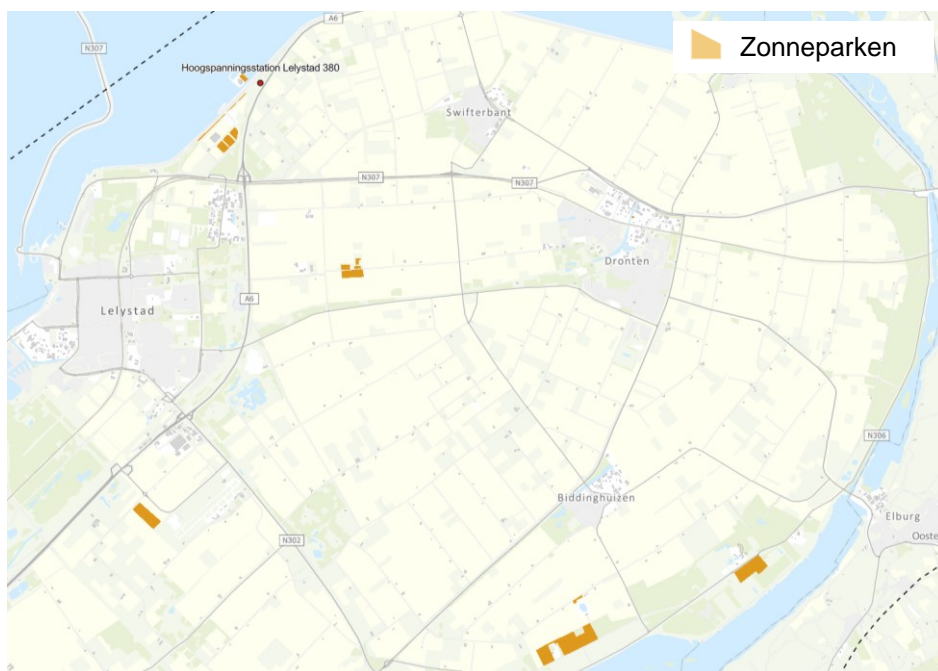 A6
Zonneparken
N307
Hoogspanningsstation Lelystad 380
Swifterbant
N307
N307
Dronten
A6
Lelystad
N306
Biddinghuizen
Elburg
Ooste
N302